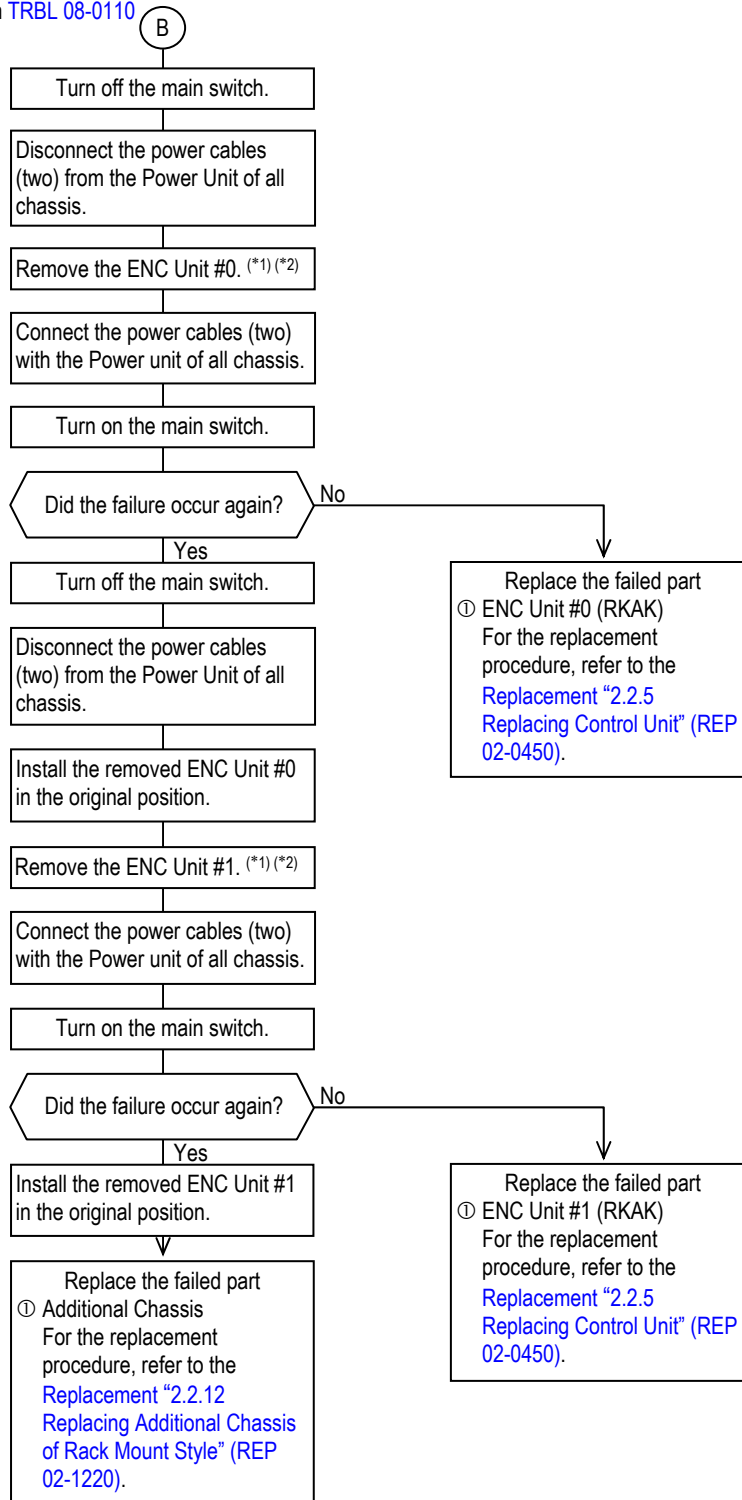 TRBL 08-0110
B
Turn off the main switch.
Disconnect the power cables
(two) from the Power Unit of all
chassis.
Remove the ENC Unit #0. (*1) (*2)
Connect the power cables (two)
with the Power unit of all chassis.
Turn on the main switch.
Did the failure occur again?
No
Yes
Replace the failed part
① ENC Unit #0 (RKAK)
For the replacement
procedure, refer to the
Replacement “2.2.5
Replacing Control Unit” (REP
02-0450).
Turn off the main switch.
Disconnect the power cables
(two) from the Power Unit of all
chassis.
Install the removed ENC Unit #0
in the original position.
Remove the ENC Unit #1. (*1) (*2)
Connect the power cables (two)
with the Power unit of all chassis.
Turn on the main switch.
Did the failure occur again?
No
Yes
Replace the failed part
① ENC Unit #1 (RKAK)
For the replacement
procedure, refer to the
Replacement “2.2.5
Replacing Control Unit” (REP
02-0450).
Install the removed ENC Unit #1
in the original position.
Replace the failed part
① Additional Chassis
For the replacement
procedure, refer to the
Replacement “2.2.12
Replacing Additional Chassis
of Rack Mount Style” (REP
02-1220).